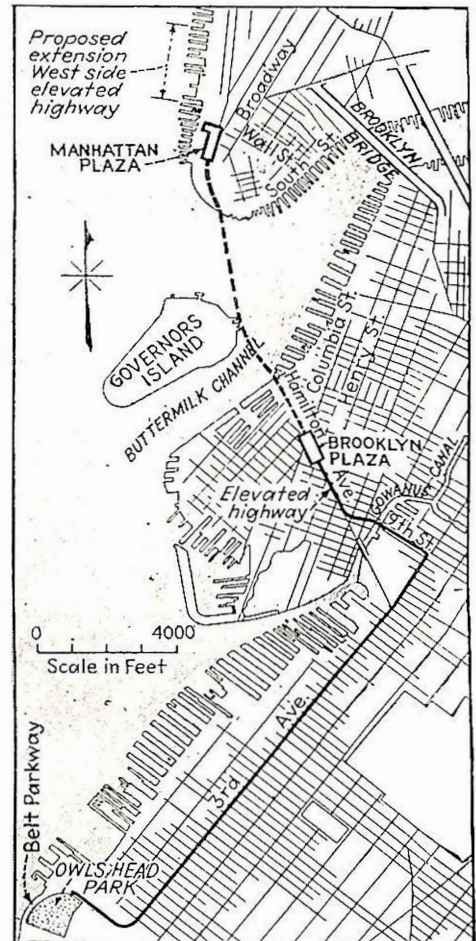 Proposed
extension
West side
elevated
highway
MANHATTAN
PLAZA
Broadway
Wall St.
South St.
BROOKLYN
BRIDGE
GOVERNORS
ISLAND
BUTTERMILK CHANNEL
Columbia St.
Henry St.
Hamilton Ave.
BROOKLYN
PLAZA
Elevated
highway
GOWANUS CANAL
9th St.
0 4000
Scale in Feet
3rd Ave.
Belt Parkway
OWLS HEAD
PARK